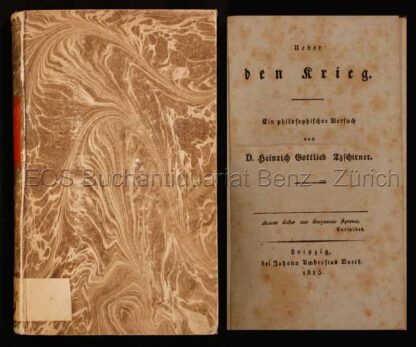 Ueber
den Krieg.
Ein philosophischer Versuch
von
D. Heinrich Gottlieb Tzschirner.
EOS Buchantiquariat Benz - Zürich
Euripides.
Leipzig,
bei Johann Ambrosius Barth.
1815.